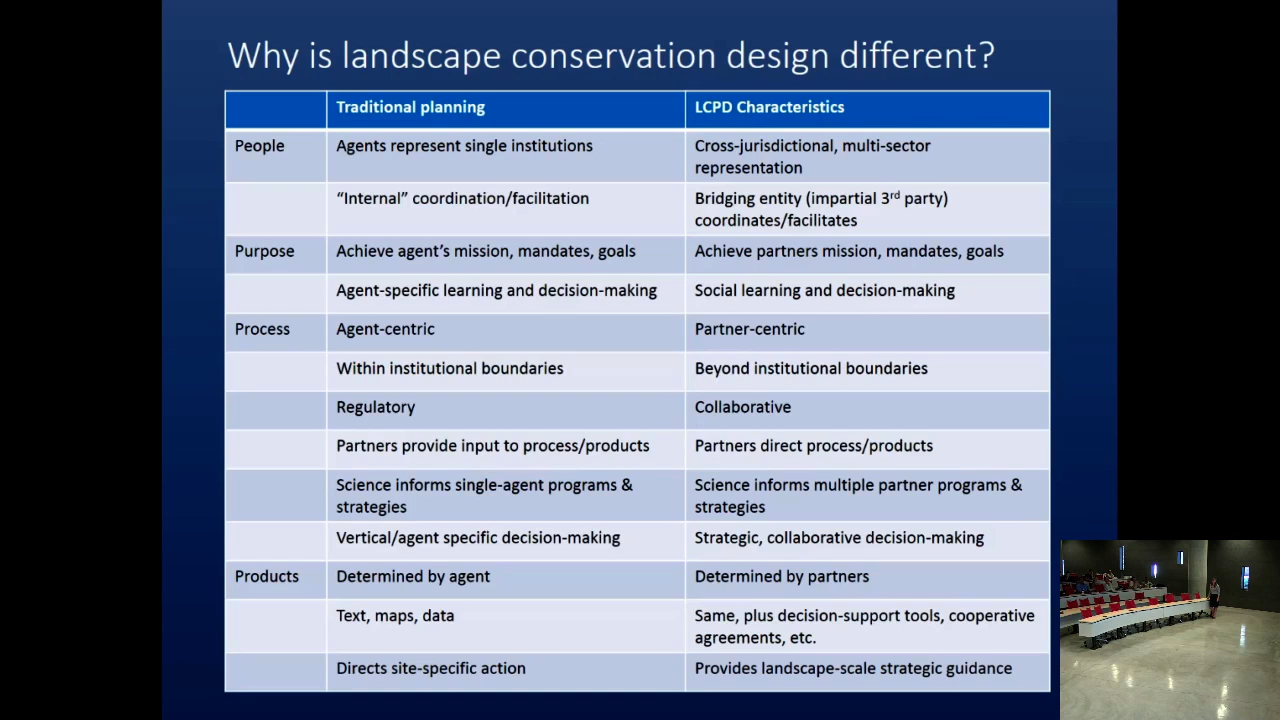 Why is landscape conservation design different?
Traditional planning
LCPD Characteristics
People
Agents represent single institutions
Cross-jurisdictional, multi-sector
representation
“Internal” coordination/facilitation
Bridging entity (impartial 3rd party)
coordinates/facilitates
Purpose
Achieve agent’s mission, mandates, goals
Achieve partners mission, mandates, goals
Agent-specific learning and decision-making
Social learning and decision-making
Process
Agent-centric
Partner-centric
Within institutional boundaries
Beyond institutional boundaries
Regulatory
Collaborative
Partners provide input to process/products
Partners direct process/products
Science informs single-agent programs &
strategies
Science informs multiple partner programs &
strategies
Vertical/agent specific decision-making
Strategic, collaborative decision-making
Products
Determined by agent
Determined by partners
Text, maps, data
Same, plus decision-support tools, cooperative
agreements, etc.
Directs site-specific action
Provides landscape-scale strategic guidance